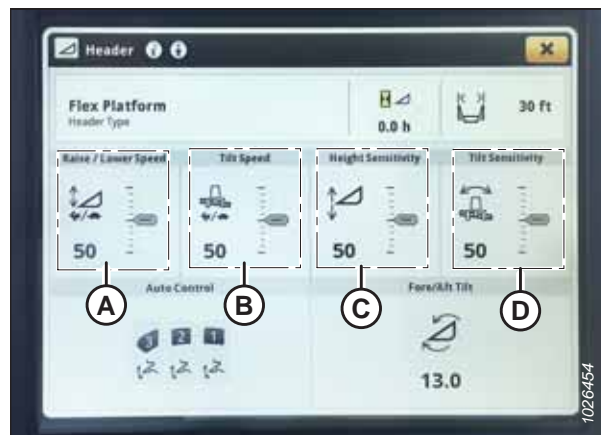 Header
Flex Platform
Header Type
0.0 h
30 ft
Raise / Lower Speed
Tilt Speed
Height Sensitivity
Tilt Sensitivity
50
50
50
50
A
B
C
D
Auto Control
Fore/Aft Tilt
3 2 1
13.0
1026454